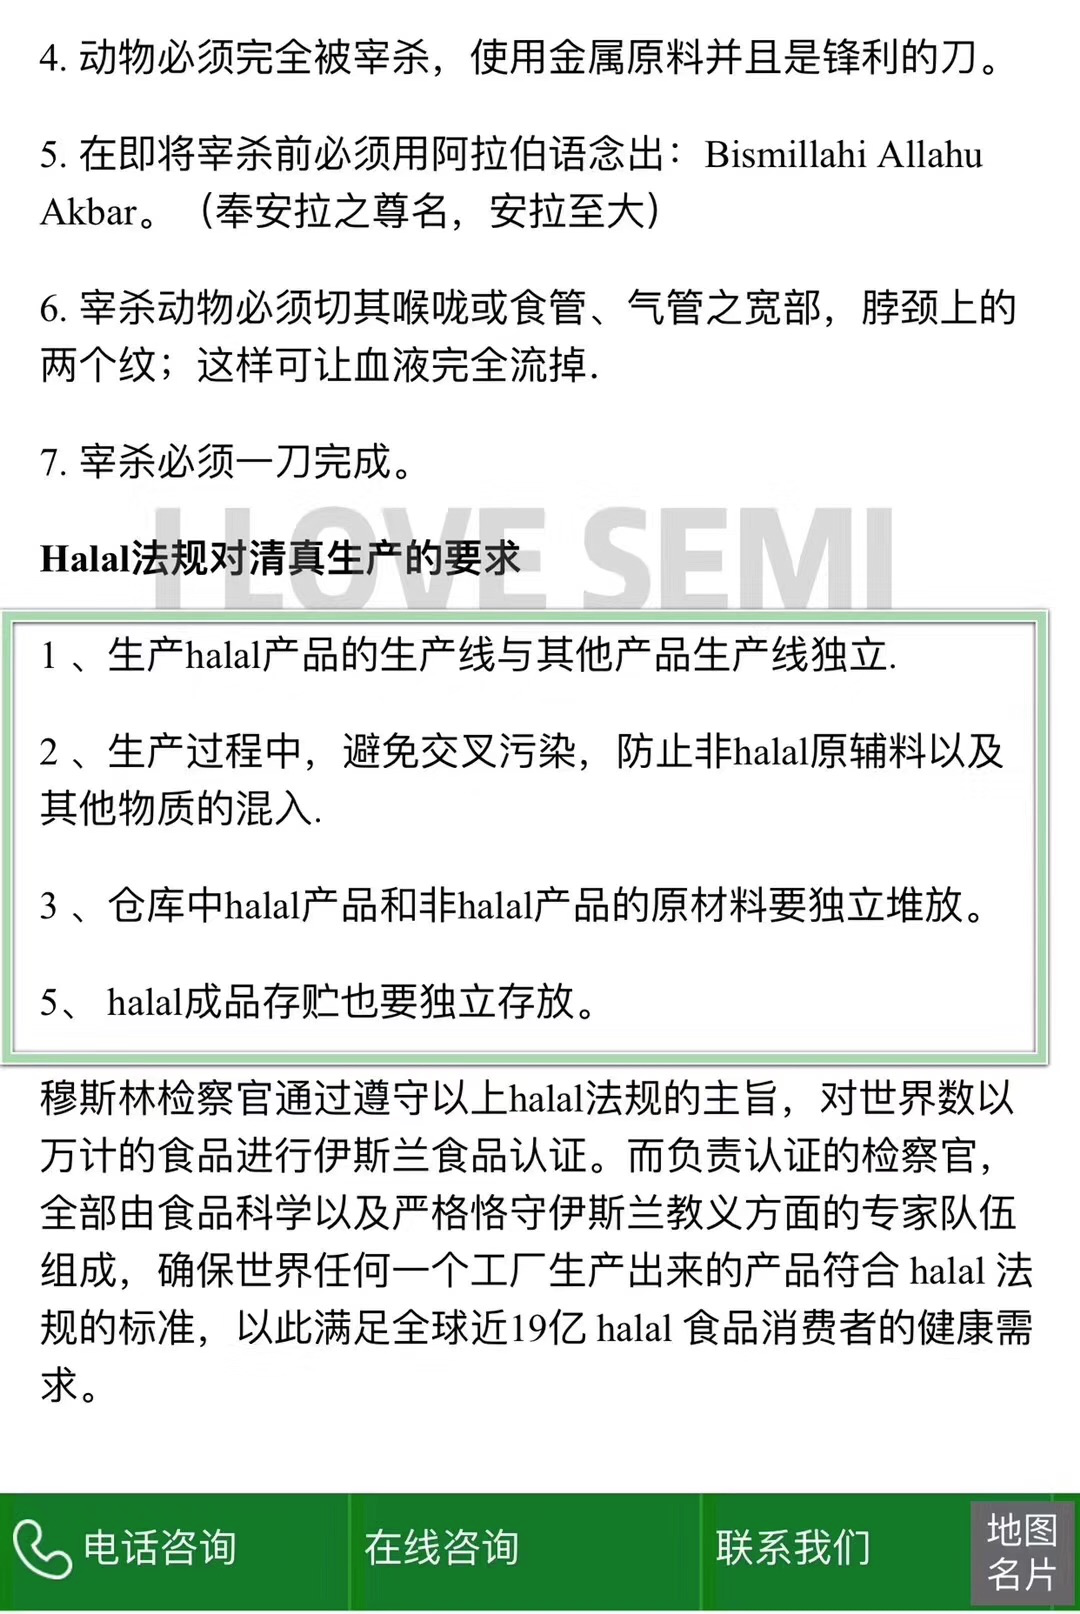 4. 动物必须完全被宰杀，使用金属原料并且是锋利的刀。
5. 在即将宰杀前必须用阿拉伯语念出：Bismillahi Allahu
Akbar。（奉安拉之尊名，安拉至大）
6. 宰杀动物必须切其喉咙或食管、气管之宽部，脖颈上的
两个纹；这样可让血液完全流掉.
7. 宰杀必须一刀完成。
I LOVE SEMI
Halal法规对清真生产的要求
1 、生产halal产品的生产线与其他产品生产线独立.
2 、生产过程中，避免交叉污染，防止非halal原辅料以及
其他物质的混入.
3 、仓库中halal产品和非halal产品的原材料要独立堆放。
5、 halal成品存贮也要独立存放。
穆斯林检察官通过遵守以上halal法规的主旨，对世界数以
万计的食品进行伊斯兰食品认证。而负责认证的检察官，
全部由食品科学以及严格恪守伊斯兰教义方面的专家队伍
组成，确保世界任何一个工厂生产出来的产品符合 halal 法
规的标准，以此满足全球近19亿 halal 食品消费者的健康需
求。
电话咨询 在线咨询 联系我们 地图
名片